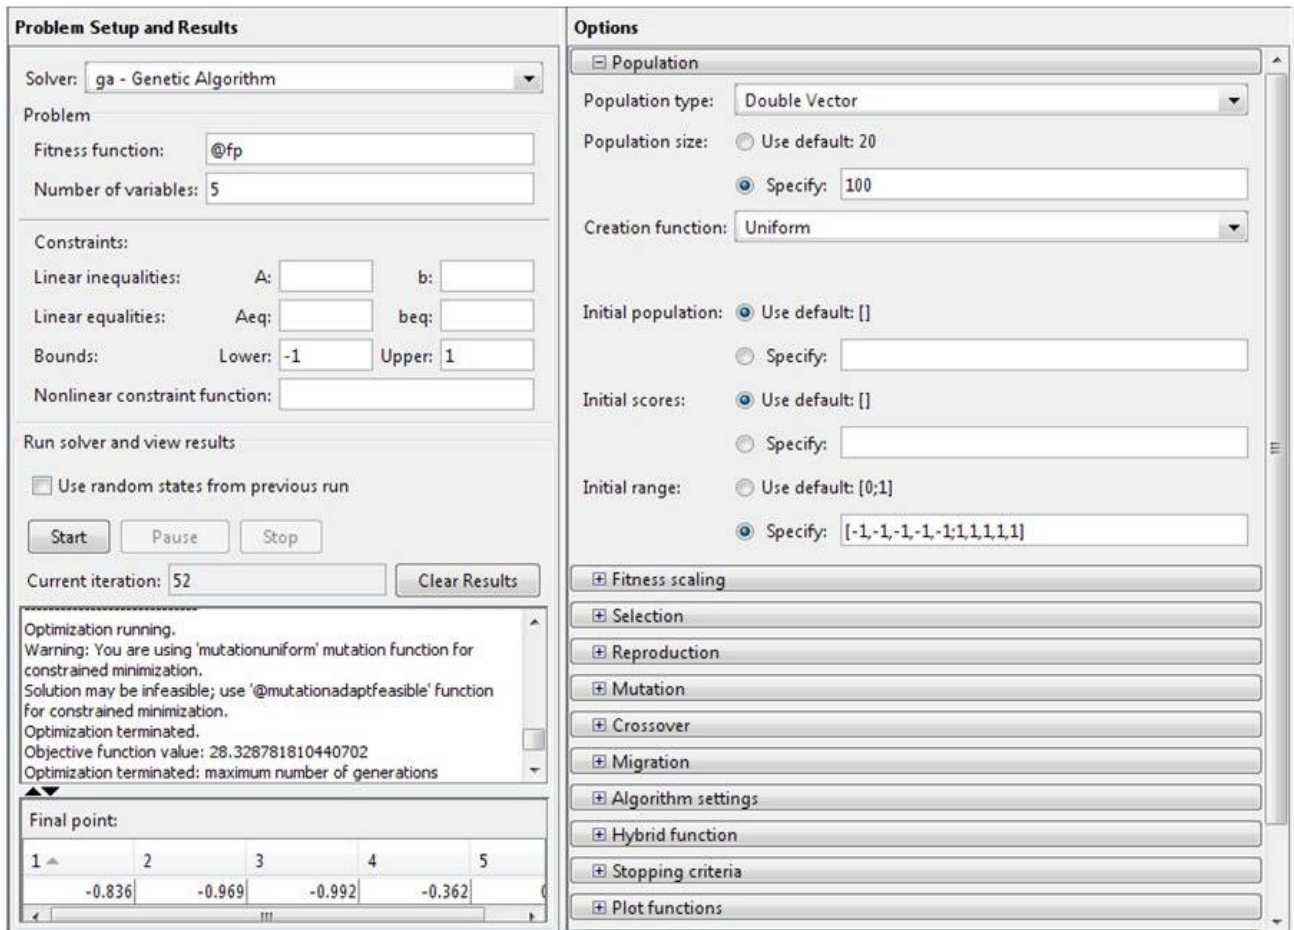 Problem Setup and Results
Solver: ga - Genetic Algorithm
Problem
Fitness function: @fp
Number of variables: 5
Constraints:
Linear inequalities: A: b:
Linear equalities: Aeq: beq:
Bounds: Lower: -1 Upper: 1
Nonlinear constraint function:
Run solver and view results
Use random states from previous run
Start Pause Stop
Current iteration: 52 Clear Results
Optimization running.
Warning: You are using 'mutationuniform' mutation function for
constrained minimization.
Solution may be infeasible; use '@mutationadaptfeasible' function
for constrained minimization.
Optimization terminated.
Objective function value: 28.328781810440702
Optimization terminated: maximum number of generations
Final point:
1 2 3 4 5
-0.836 -0.969 -0.992 -0.362
Options
Population
Population type: Double Vector
Population size: Use default: 20
Specify: 100
Creation function: Uniform
Initial population: Use default: []
Specify:
Initial scores: Use default: []
Specify:
Initial range: Use default: [0;1]
Specify: [-1,-1,-1,-1,-1;1,1,1,1,1]
Fitness scaling
Selection
Reproduction
Mutation
Crossover
Migration
Algorithm settings
Hybrid function
Stopping criteria
Plot functions